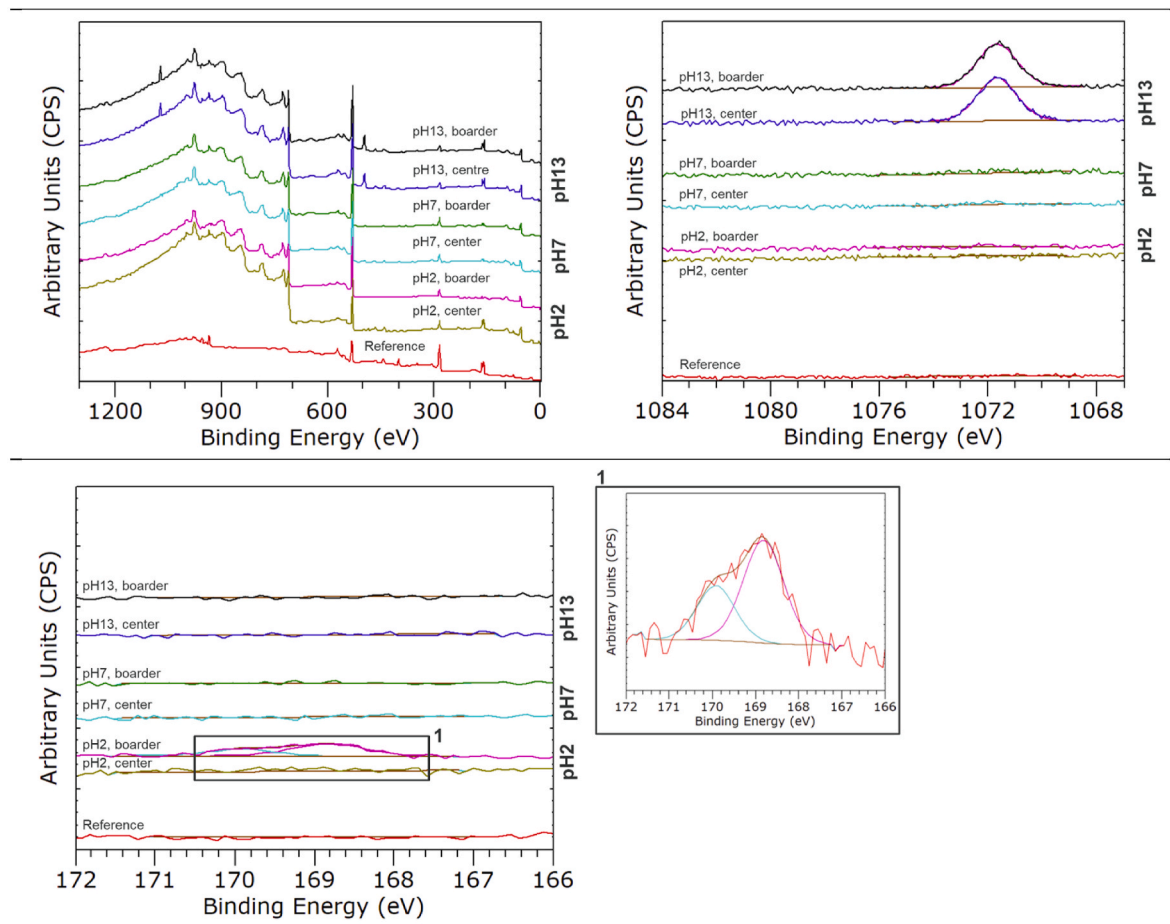 Arbitrary Units (CPS)
pH13, boarder
pH13, centre
pH7, boarder
pH7, center
pH2, boarder
pH2, center
Reference
pH13
pH7
pH2
1200 900 600 300 0
Binding Energy (eV)
Arbitrary Units (CPS)
pH13, boarder
pH13, center
pH7, boarder
pH7, center
pH2, boarder
pH2, center
Reference
pH13
pH7
pH2
1084 1080 1076 1072 1068
Binding Energy (eV)
Arbitrary Units (CPS)
pH13, boarder
pH13, center
pH7, boarder
pH7, center
pH2, boarder
pH2, center
1
Reference
pH13
pH7
pH2
172 171 170 169 168 167 166
Binding Energy (eV)
1
Arbitrary Units (CPS)
172 171 170 169 168 167 166
Binding Energy (eV)